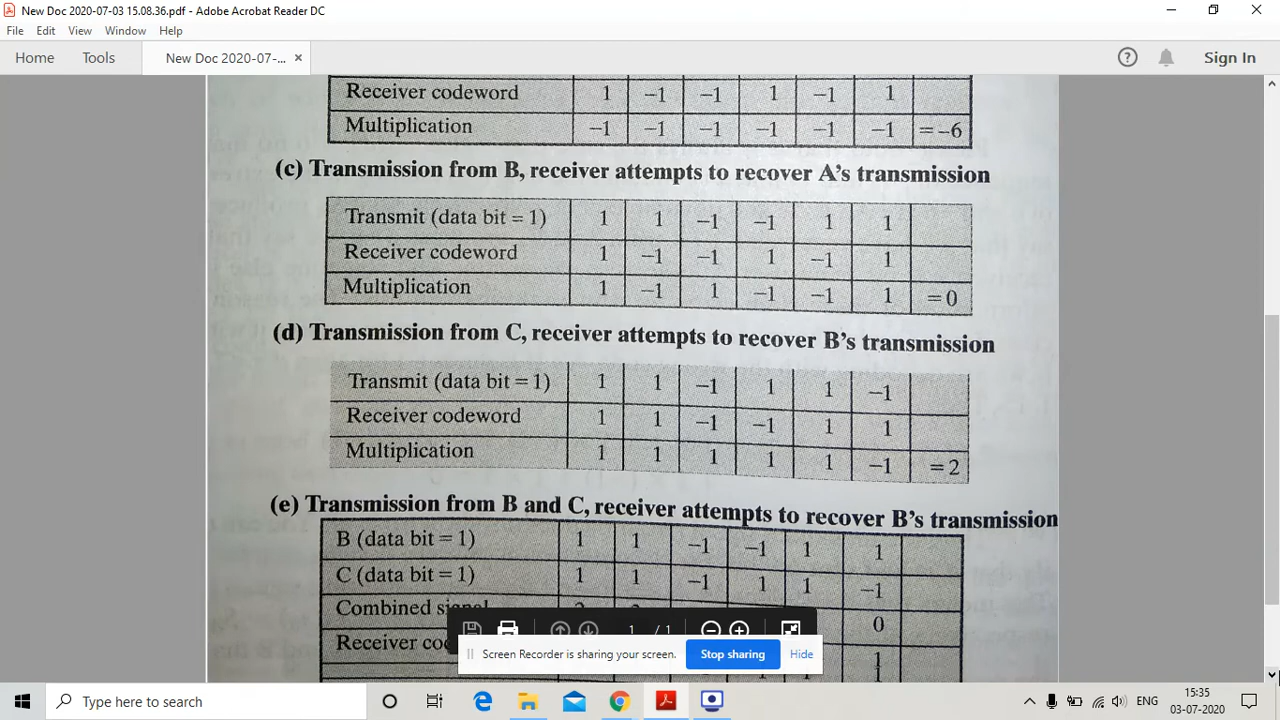 New Doc 2020-07-03 15.08.36.pdf - Adobe Acrobat Reader DC
File Edit View Window Help
Home Tools New Doc 2020-07-... × Sign In
Receiver codeword 1 −1 −1 1 −1 1
Multiplication −1 −1 −1 −1 −1 −1 =−6
(c) Transmission from B, receiver attempts to recover A's transmission
Transmit (data bit = 1) 1 1 −1 −1 1 1
Receiver codeword 1 −1 −1 1 −1 1
Multiplication 1 −1 1 −1 −1 1 =0
(d) Transmission from C, receiver attempts to recover B's transmission
Transmit (data bit = 1) 1 1 −1 1 1 −1
Receiver codeword 1 1 −1 −1 1 1
Multiplication 1 1 1 1 1 −1 =2
(e) Transmission from B and C, receiver attempts to recover B's transmission
B (data bit = 1) 1 1 −1 −1 1 1
C (data bit = 1) 1 1 −1 1 1 −1
Combined signal 0
Receiver 1
1 / 1
Screen Recorder is sharing your screen. Stop sharing Hide
Type here to search
ENG
15:35
03-07-2020